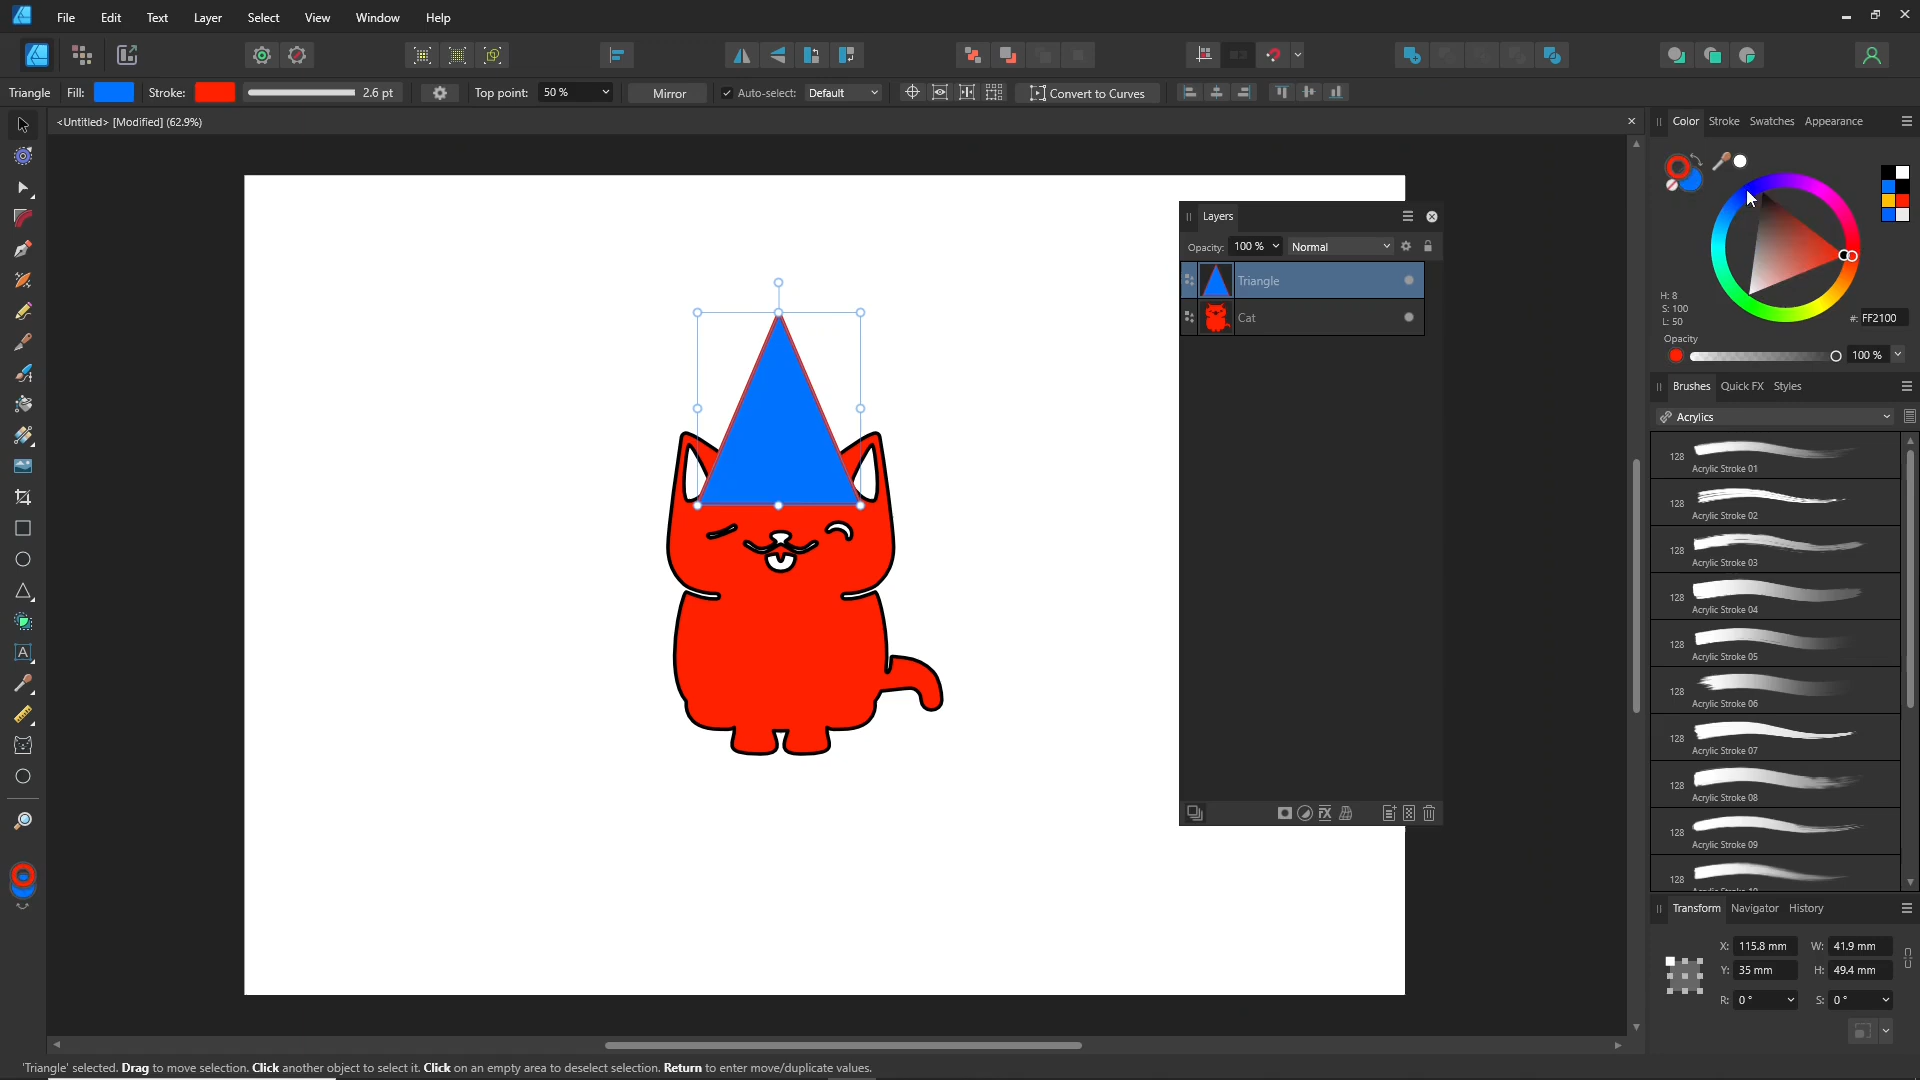 File Edit Text Layer Select View Window Help
Triangle Fill: Stroke: 2.6 pt Top point: 50 % Mirror Auto-select: Default Convert to Curves
<Untitled> [Modified] (62.9%)
Color Stroke Swatches Appearance
H: 8
S: 100
L: 50
#: FF2100
Opacity
100 %
Layers
Opacity: 100 % Normal
Triangle
Cat
Brushes Quick FX Styles
Acrylics
128 Acrylic Stroke 01
128 Acrylic Stroke 02
128 Acrylic Stroke 03
128 Acrylic Stroke 04
128 Acrylic Stroke 05
128 Acrylic Stroke 06
128 Acrylic Stroke 07
128 Acrylic Stroke 08
128 Acrylic Stroke 09
128
Transform Navigator History
X: 115.8 mm W: 41.9 mm
Y: 35 mm H: 49.4 mm
R: 0 ° S: 0 °
'Triangle' selected. Drag to move selection. Click another object to select it. Click on an empty area to deselect selection. Return to enter move/duplicate values.